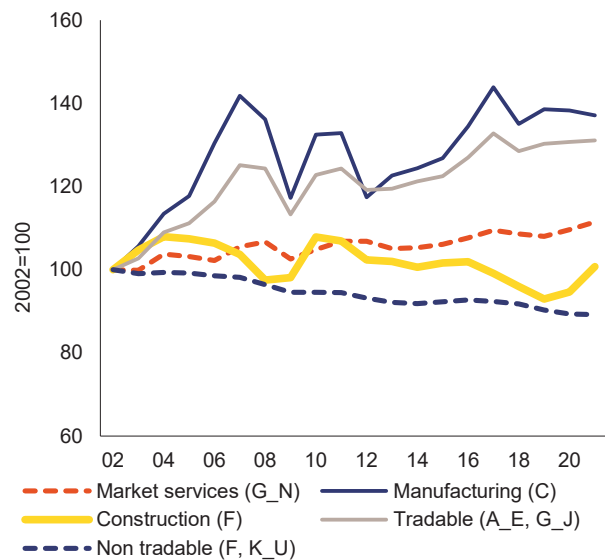 160
140
120
100
80
60
2002=100
02 04 06 08 10 12 14 16 18 20
Market services (G_N) Manufacturing (C)
Construction (F) Tradable (A_E, G_J)
Non tradable (F, K_U)